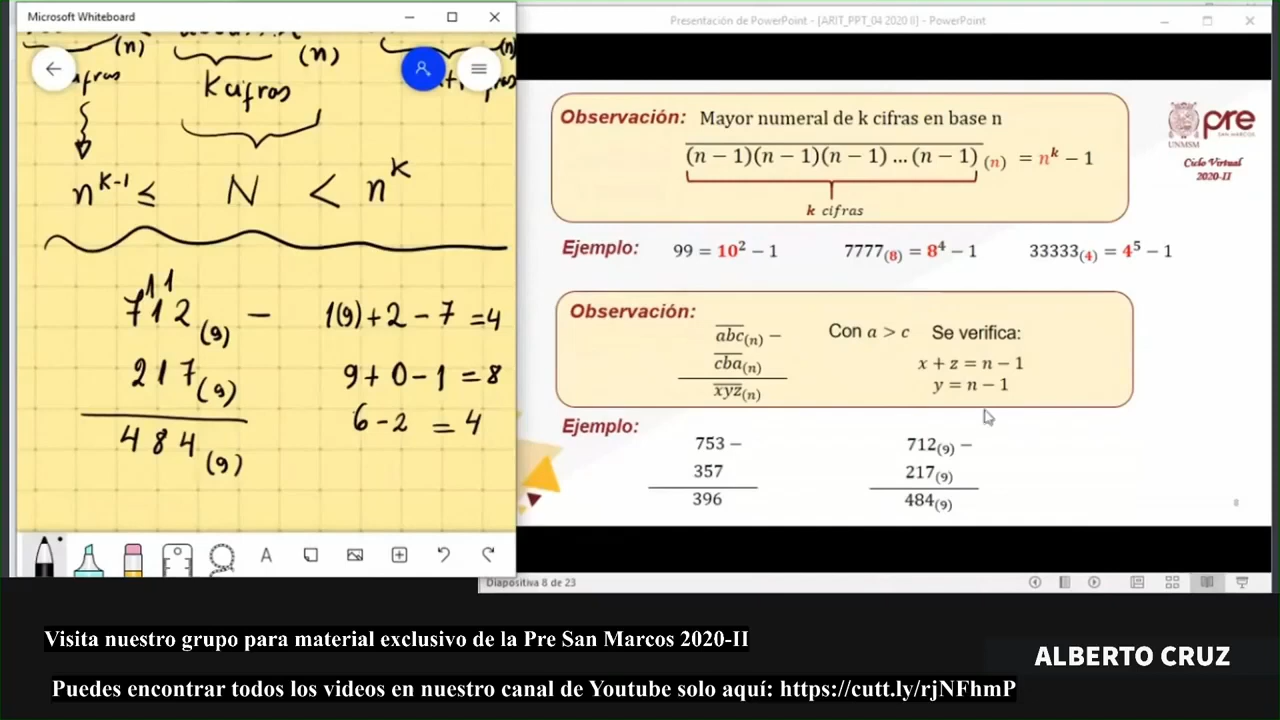 Microsoft Whiteboard
(n) (n) (n)
k cifras
n^{k-1} ≤ N < n^k
11
712(9) − 1(9)+2−7=4
217(9) 9+0−1=8
484(9) 6−2=4
Presentación de PowerPoint - [ARIT_PPT_04 2020 II] - PowerPoint
Observación: Mayor numeral de k cifras en base n
(n − 1)(n − 1)(n − 1) … (n − 1)(n) = n^k − 1
k cifras
UNMSM
pre
SAN MARCOS
Ciclo Virtual
2020-II
Ejemplo: 99 = 10² − 1 7777(8) = 8⁴ − 1 33333(4) = 4⁵ − 1
Observación:
abc(n) − Con a > c Se verifica:
cba(n) x + z = n − 1
xyz(n) y = n − 1
Ejemplo:
753 − 712(9) −
357 217(9)
396 484(9)
8
Diapositiva 8 de 23
Visita nuestro grupo para material exclusivo de la Pre San Marcos 2020-II
ALBERTO CRUZ
Puedes encontrar todos los videos en nuestro canal de Youtube solo aquí: https://cutt.ly/rjNFhmP